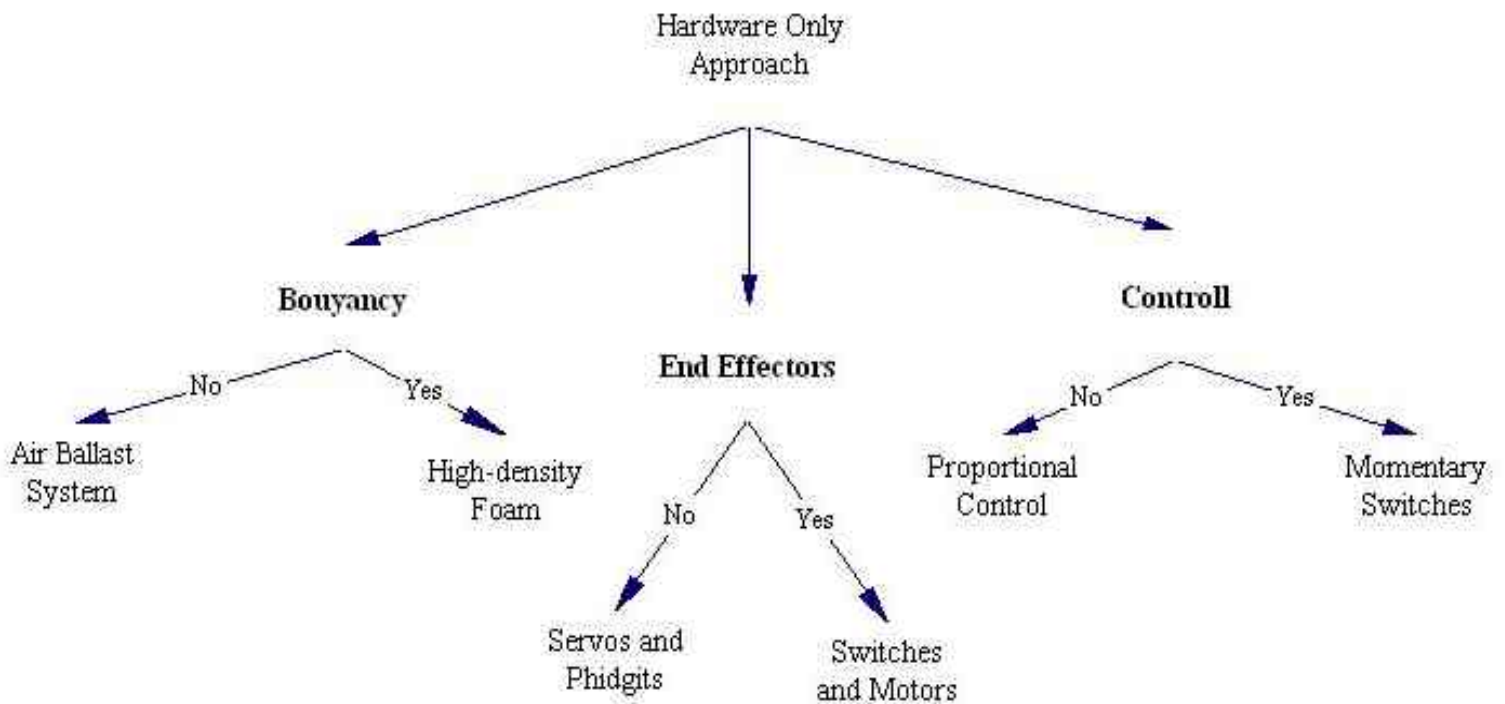 Hardware Only
Approach
Bouyancy
Controll
End Effectors
No
Yes
No
Yes
Air Ballast
System
High-density
Foam
Proportional
Control
Momentary
Switches
No
Yes
Servos and
Phidgits
Switches
and Motors